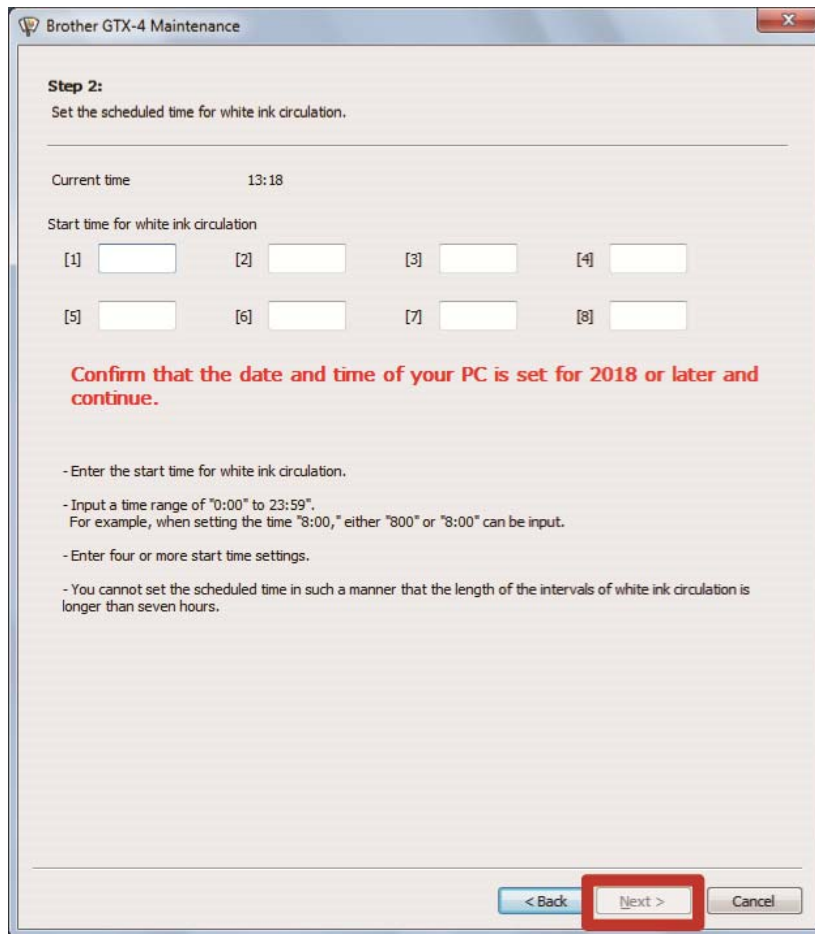 Brother GTX-4 Maintenance
Step 2:
Set the scheduled time for white ink circulation.
Current time 13:18
Start time for white ink circulation
[1] [2] [3] [4]
[5] [6] [7] [8]
Confirm that the date and time of your PC is set for 2018 or later and
continue.
- Enter the start time for white ink circulation.
- Input a time range of "0:00" to 23:59".
For example, when setting the time "8:00," either "800" or "8:00" can be input.
- Enter four or more start time settings.
- You cannot set the scheduled time in such a manner that the length of the intervals of white ink circulation is
longer than seven hours.
< Back Next > Cancel